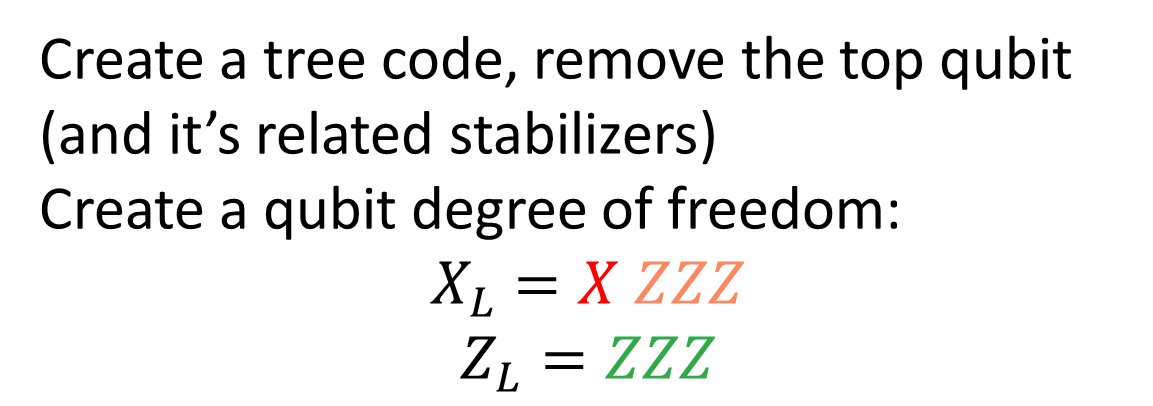 Create a tree code, remove the top qubit
(and it’s related stabilizers)
Create a qubit degree of freedom:
X_L = X ZZZ
Z_L = ZZZ